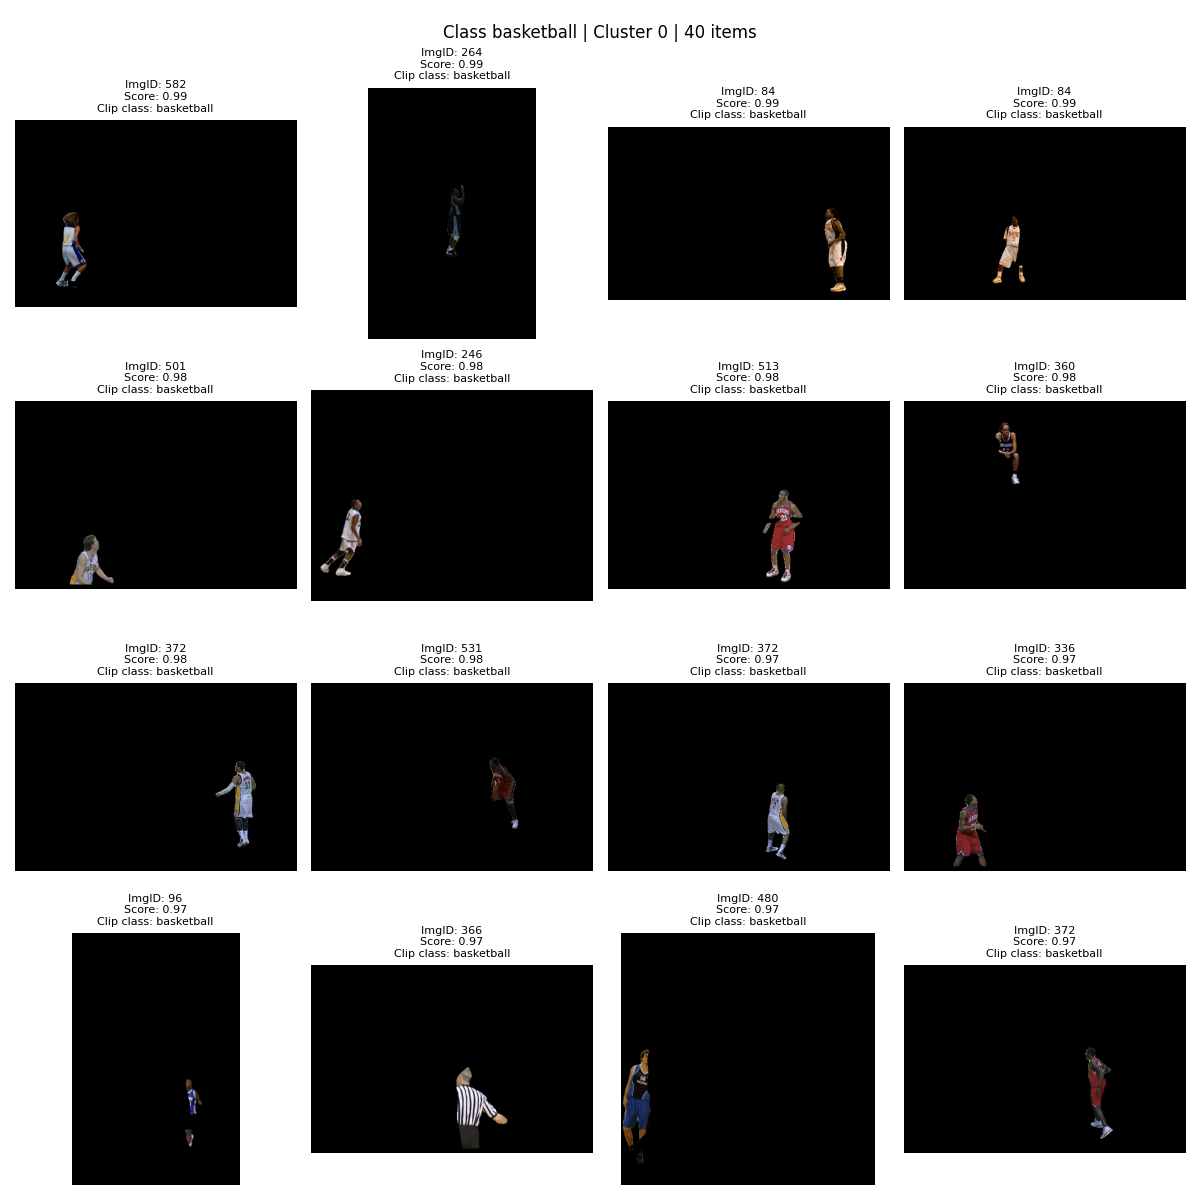 Class basketball | Cluster 0 | 40 items
ImgID: 582
Score: 0.99
Clip class: basketball
ImgID: 264
Score: 0.99
Clip class: basketball
ImgID: 84
Score: 0.99
Clip class: basketball
ImgID: 84
Score: 0.99
Clip class: basketball
ImgID: 501
Score: 0.98
Clip class: basketball
ImgID: 246
Score: 0.98
Clip class: basketball
ImgID: 513
Score: 0.98
Clip class: basketball
ImgID: 360
Score: 0.98
Clip class: basketball
ImgID: 372
Score: 0.98
Clip class: basketball
ImgID: 531
Score: 0.98
Clip class: basketball
ImgID: 372
Score: 0.97
Clip class: basketball
ImgID: 336
Score: 0.97
Clip class: basketball
ImgID: 96
Score: 0.97
Clip class: basketball
ImgID: 366
Score: 0.97
Clip class: basketball
ImgID: 480
Score: 0.97
Clip class: basketball
ImgID: 372
Score: 0.97
Clip class: basketball